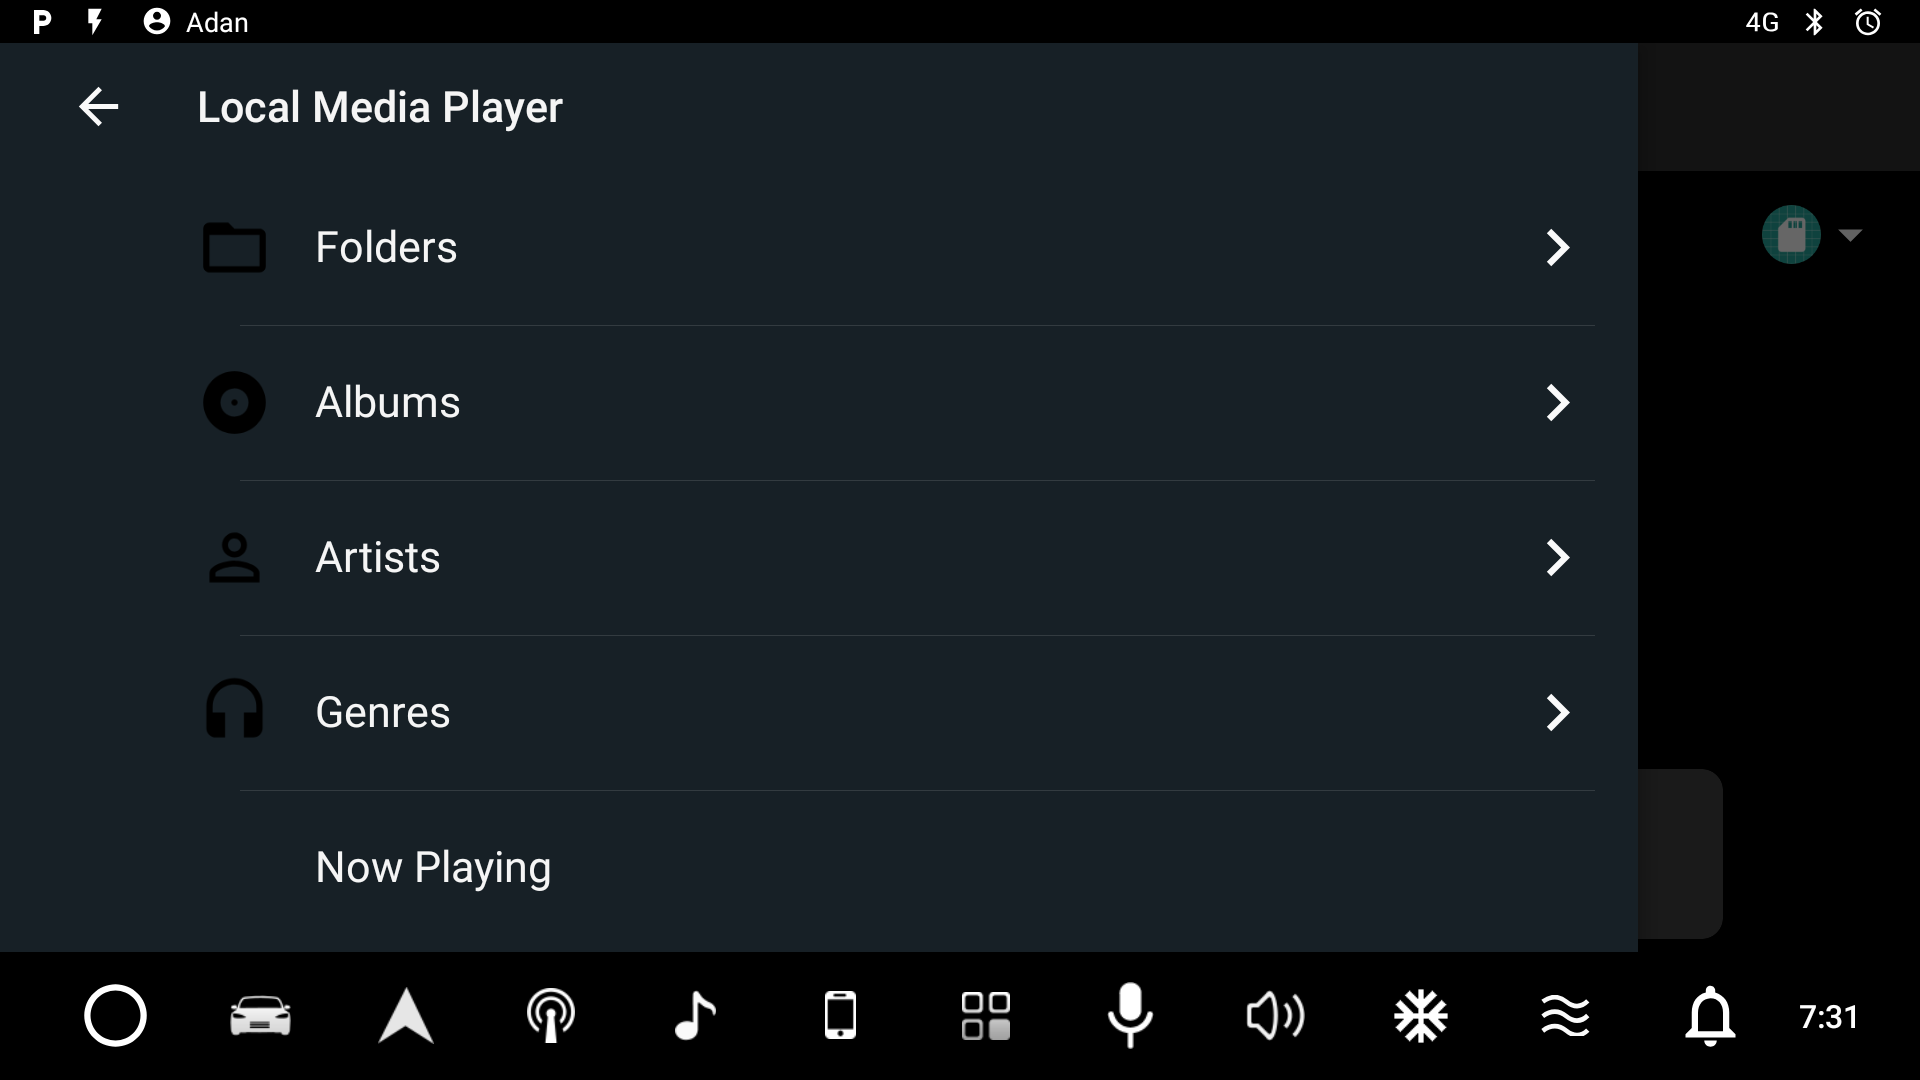 P Adan 4G
Local Media Player
Folders
Albums
Artists
Genres
Now Playing
7:31